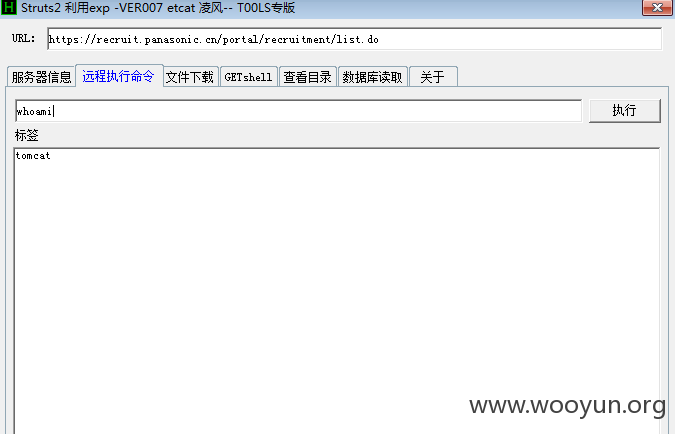 H Struts2 利用exp -VER007 etcat 凌风-- T00LS专版
URL: https://recruit.panasonic.cn/portal/recruitment/list.do
服务器信息 远程执行命令 文件下载 GETshell 查看目录 数据库读取 关于
whoami 执行
标签
tomcat
www.wooyun.org